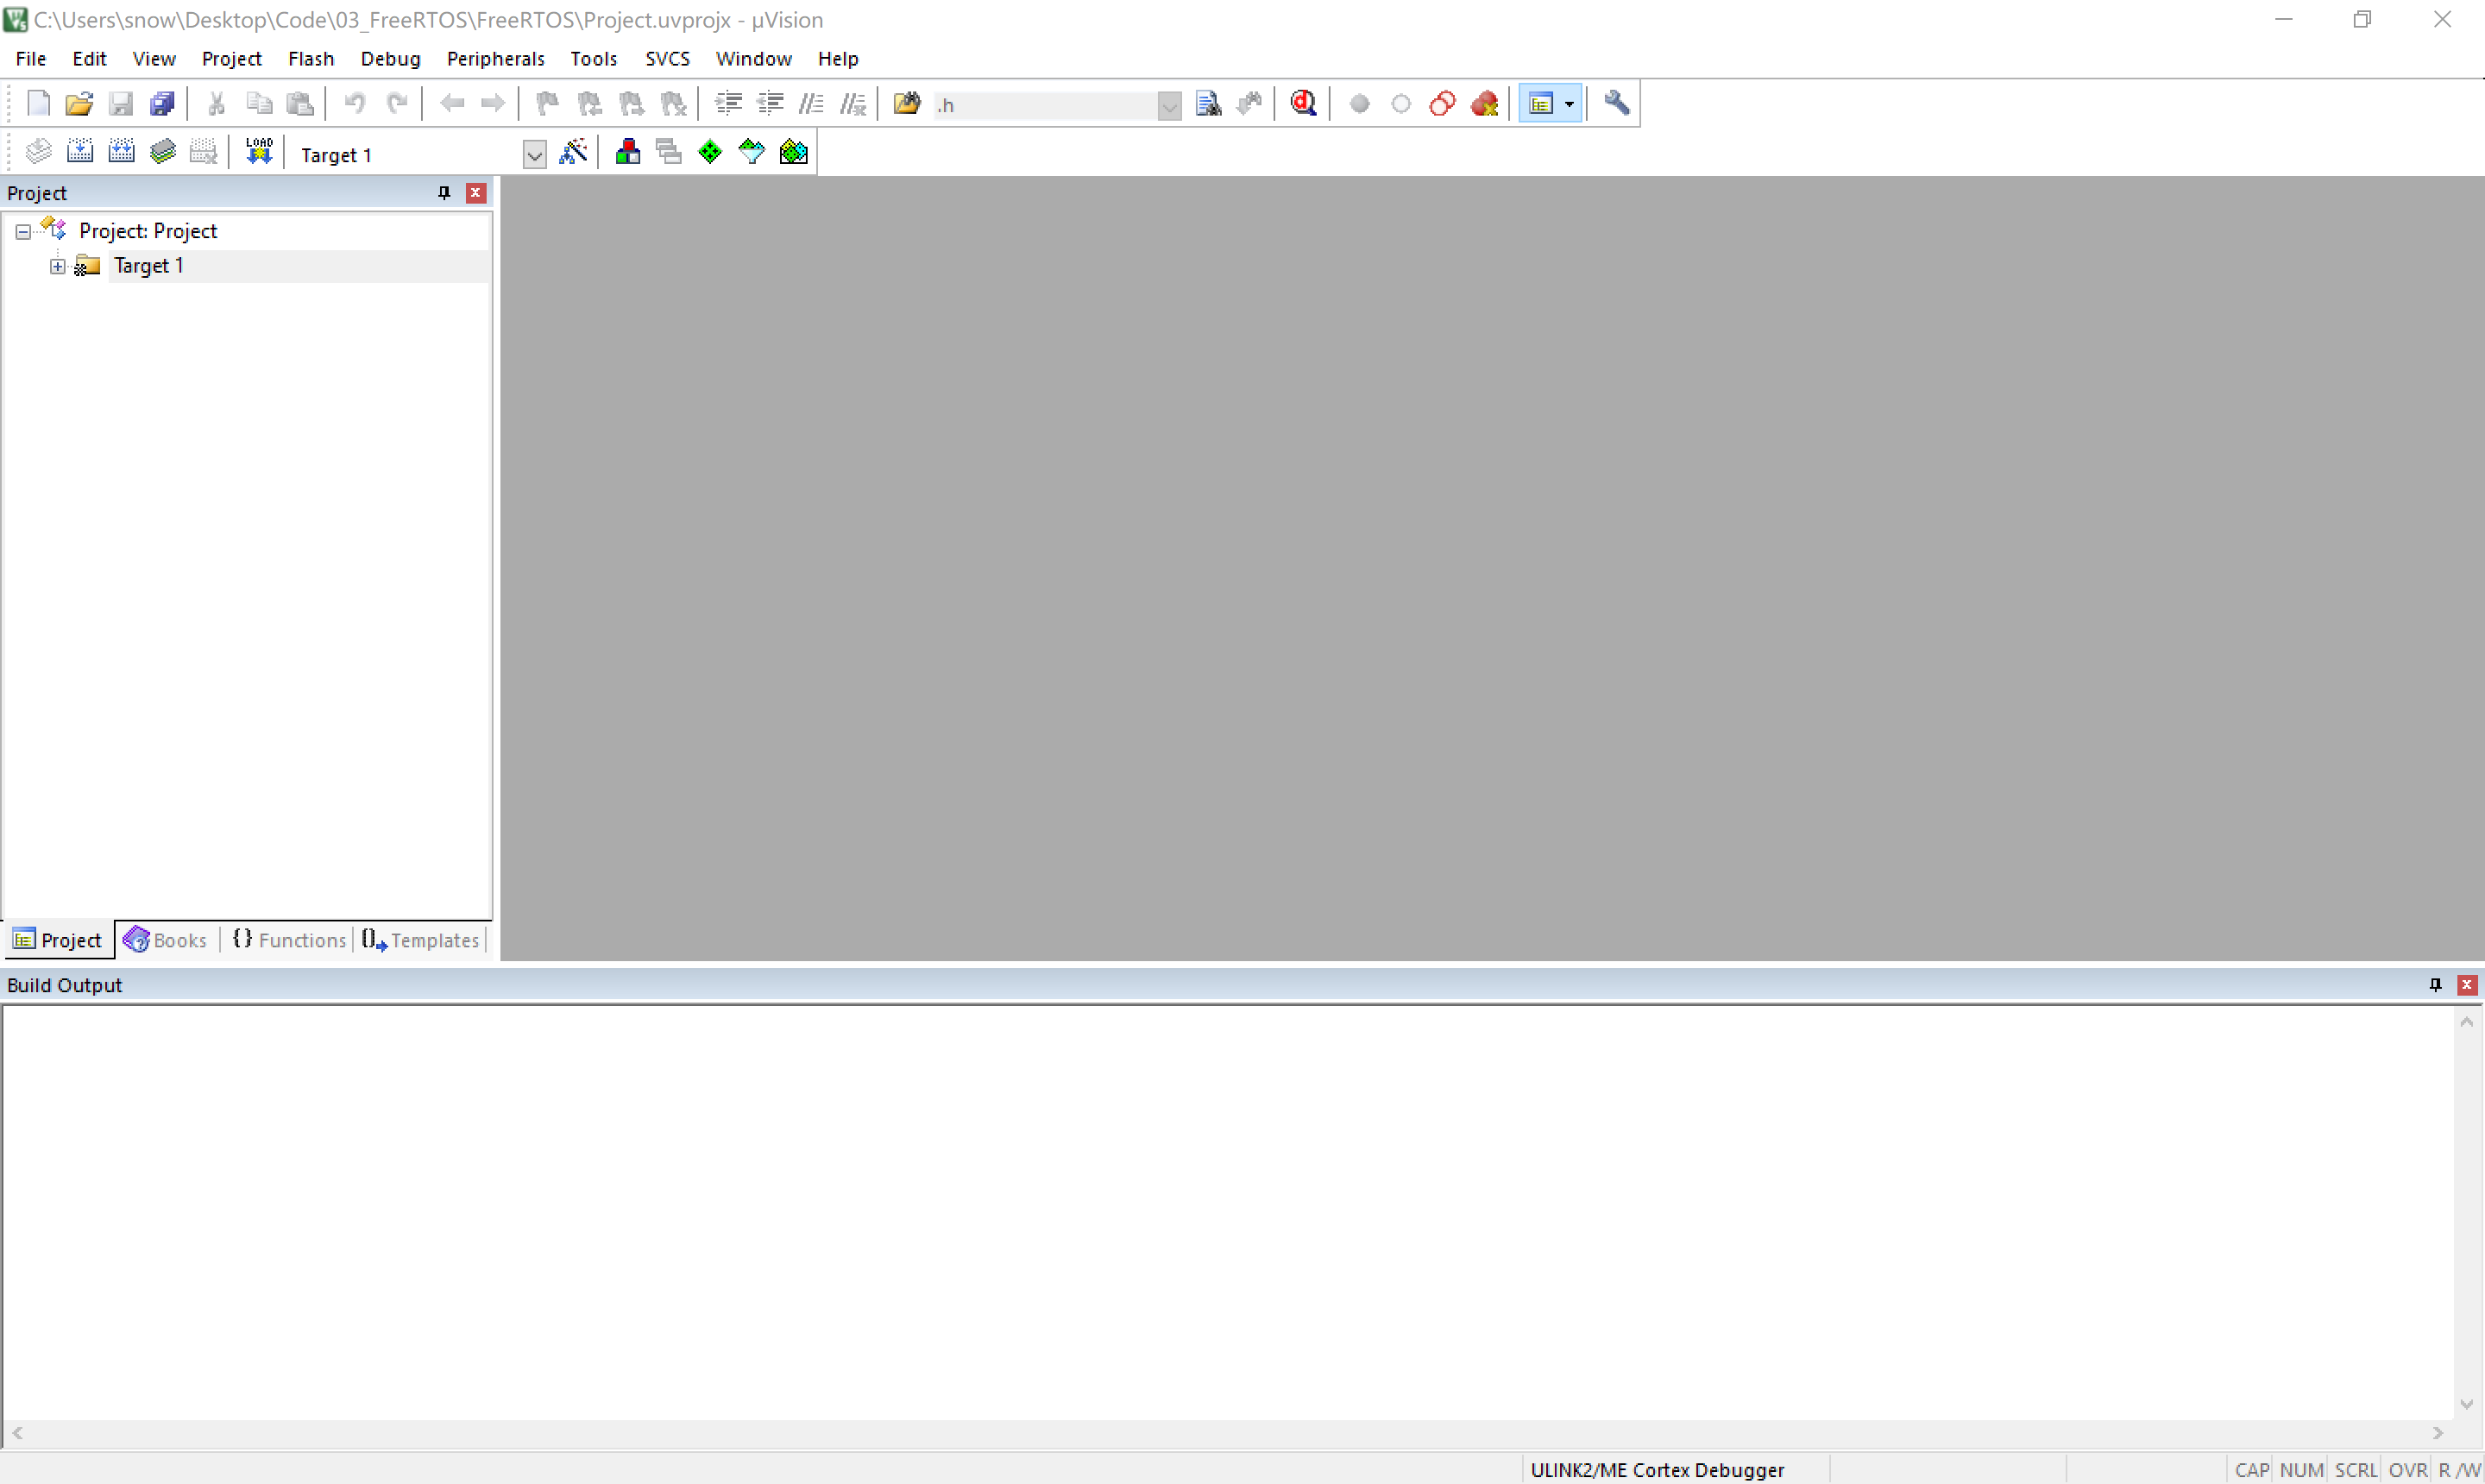 C:\Users\snow\Desktop\Code\03_FreeRTOS\FreeRTOS\Project.uvprojx - µVision
File Edit View Project Flash Debug Peripherals Tools SVCS Window Help
.h
LOAD Target 1
Project
Project: Project
Target 1
Project Books {} Functions {} Templates
Build Output
ULINK2/ME Cortex Debugger CAP NUM SCRL OVR R /W